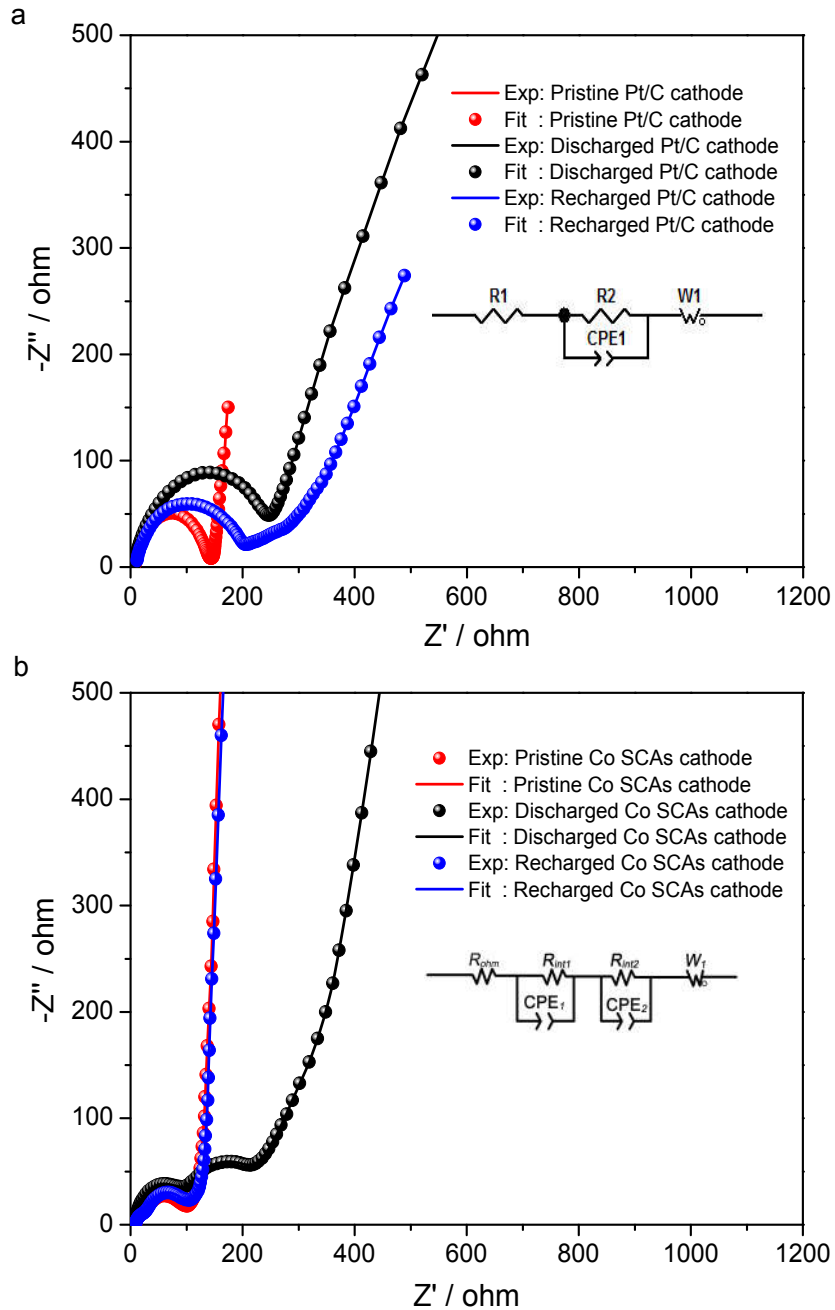 a
500
400
300
200
100
0
-Z" / ohm
0 200 400 600 800 1000 1200
Z' / ohm
Exp: Pristine Pt/C cathode
Fit : Pristine Pt/C cathode
Exp: Discharged Pt/C cathode
Fit : Discharged Pt/C cathode
Exp: Recharged Pt/C cathode
Fit : Recharged Pt/C cathode
R1 R2 W1
CPE1
b
500
400
300
200
100
0
-Z" / ohm
0 200 400 600 800 1000 1200
Z' / ohm
Exp: Pristine Co SCAs cathode
Fit : Pristine Co SCAs cathode
Exp: Discharged Co SCAs cathode
Fit : Discharged Co SCAs cathode
Exp: Recharged Co SCAs cathode
Fit : Recharged Co SCAs cathode
Rohm Rint1 Rint2 W1
CPE1 CPE2